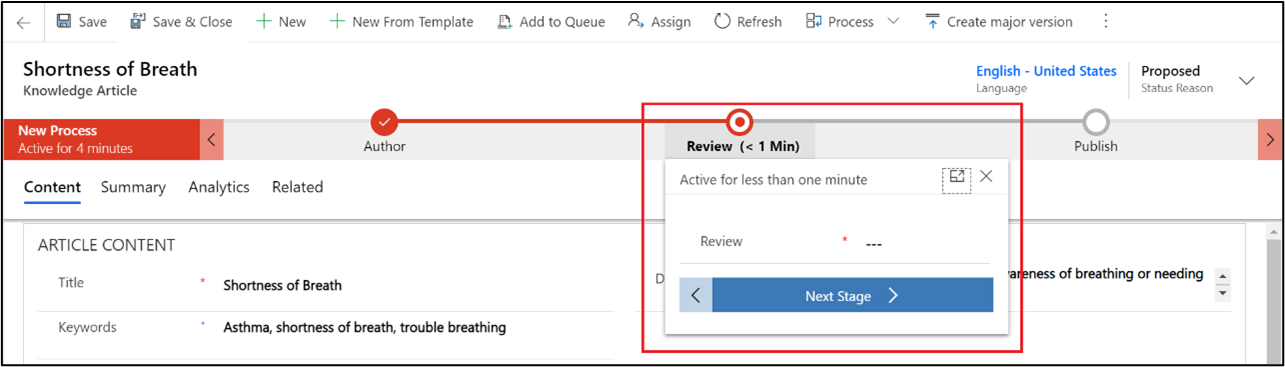 Save
Save & Close
New
New From Template
Add to Queue
Assign
Refresh
Process
Create major version
Shortness of Breath
Knowledge Article
English - United States
Language
Proposed
Status Reason
New Process
Active for 4 minutes
Author
Review (< 1 Min)
Publish
Content
Summary
Analytics
Related
Active for less than one minute
Review * ---
Next Stage
ARTICLE CONTENT
Title * Shortness of Breath
Keywords * Asthma, shortness of breath, trouble breathing
of breathing or needing